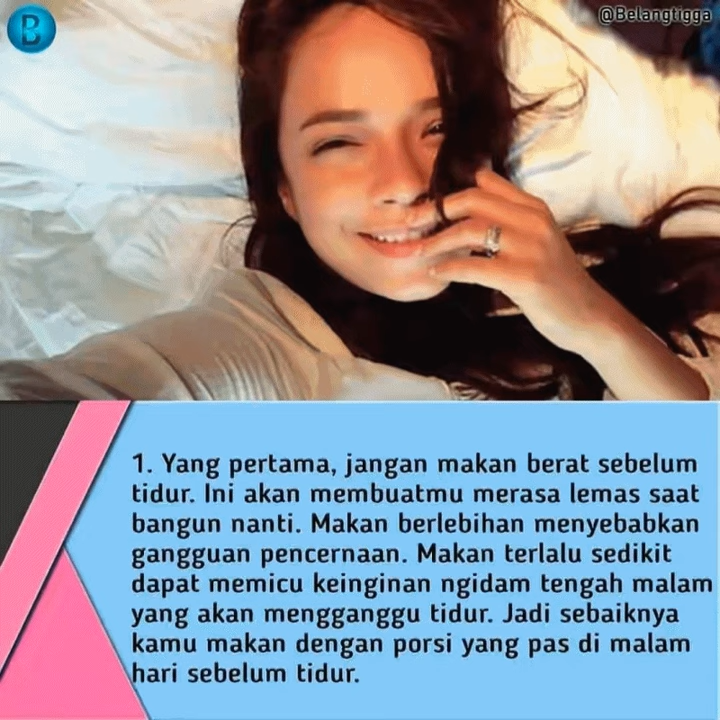 B
@Belangtigga
1. Yang pertama, jangan makan berat sebelum
tidur. Ini akan membuatmu merasa lemas saat
bangun nanti. Makan berlebihan menyebabkan
gangguan pencernaan. Makan terlalu sedikit
dapat memicu keinginan ngidam tengah malam
yang akan mengganggu tidur. Jadi sebaiknya
kamu makan dengan porsi yang pas di malam
hari sebelum tidur.